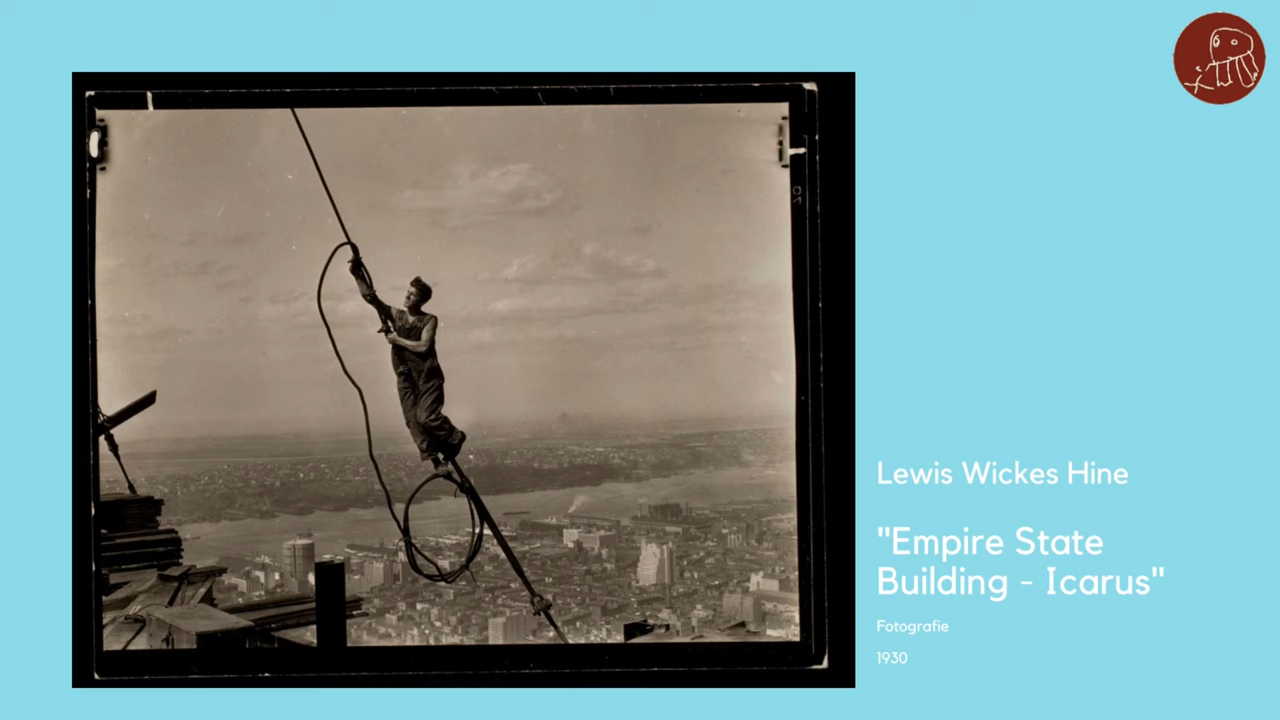 Lewis Wickes Hine
"Empire State
Building - Icarus"
Fotografie
1930